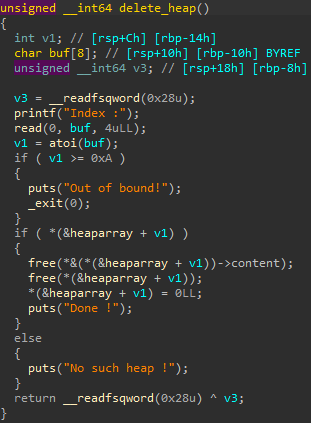 unsigned __int64 delete_heap()
{
  int v1; // [rsp+Ch] [rbp-14h]
  char buf[8]; // [rsp+10h] [rbp-10h] BYREF
  unsigned __int64 v3; // [rsp+18h] [rbp-8h]

  v3 = __readfsqword(0x28u);
  printf("Index :");
  read(0, buf, 4uLL);
  v1 = atoi(buf);
  if ( v1 >= 0xA )
  {
    puts("Out of bound!");
    _exit(0);
  }
  if ( *(&heaparray + v1) )
  {
    free(*&(*(&heaparray + v1))->content);
    free(*(&heaparray + v1));
    *(&heaparray + v1) = 0LL;
    puts("Done !");
  }
  else
  {
    puts("No such heap !");
  }
  return __readfsqword(0x28u) ^ v3;
}